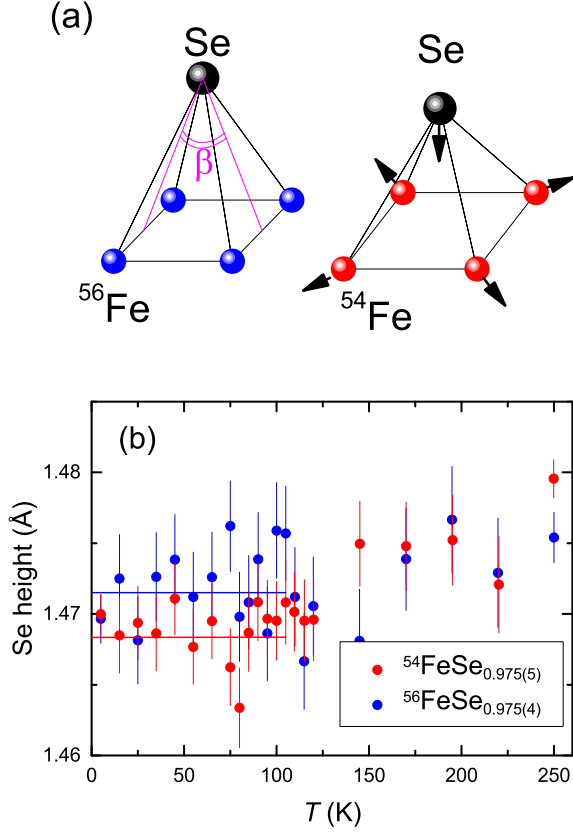 (a)
Se
Se
β
⁵⁶Fe
⁵⁴Fe
(b)
1.48
1.47
1.46
Se height (Å)
⁵⁴FeSe₀.₉₇₅₍₅₎
⁵⁶FeSe₀.₉₇₅₍₄₎
0 50 100 150 200 250
T (K)